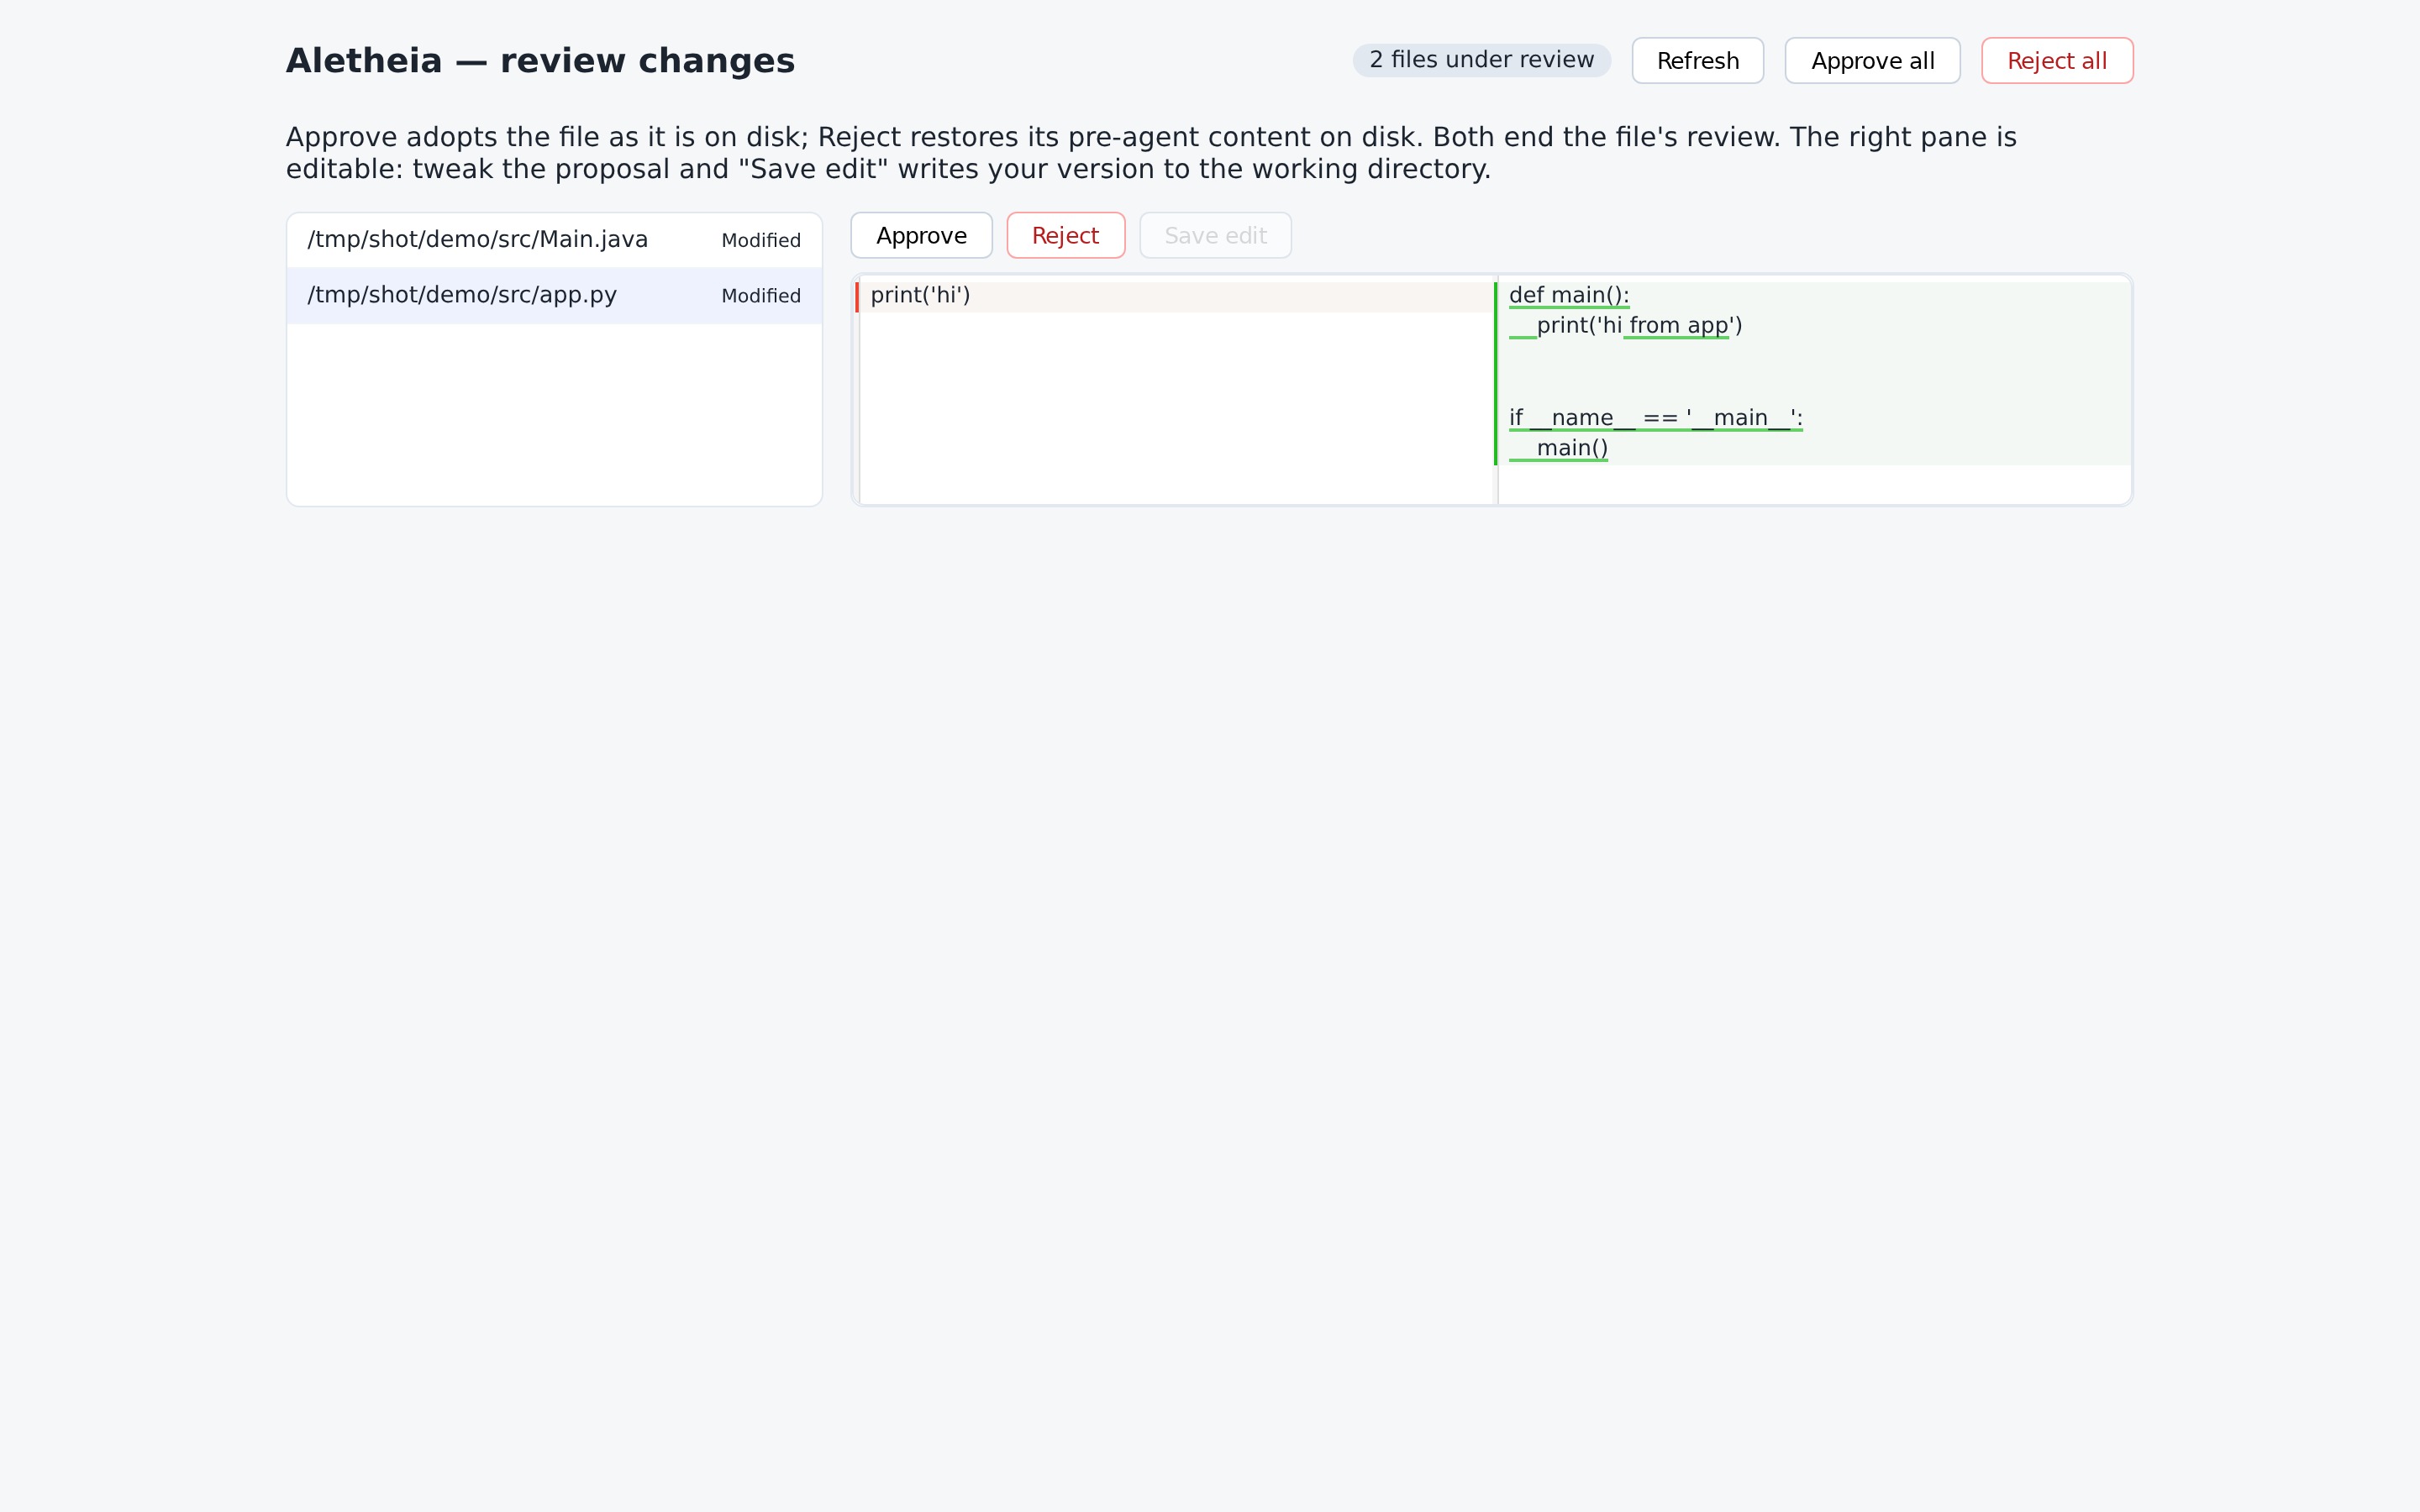 Aletheia — review changes
2 files under review
Refresh
Approve all
Reject all
Approve adopts the file as it is on disk; Reject restores its pre-agent content on disk. Both end the file's review. The right pane is
editable: tweak the proposal and "Save edit" writes your version to the working directory.
/tmp/shot/demo/src/Main.java Modified
/tmp/shot/demo/src/app.py Modified
Approve
Reject
Save edit
print('hi')
def main():
    print('hi from app')
if __name__ == '__main__':
    main()